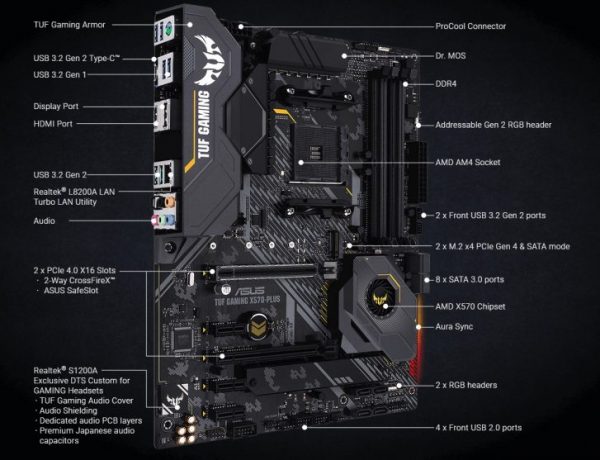 TUF Gaming Armor
USB 3.2 Gen 2 Type-C™
USB 3.2 Gen 1
Display Port
HDMI Port
USB 3.2 Gen 2
Realtek® L8200A LAN
Turbo LAN Utility
Audio
2 x PCIe 4.0 X16 Slots
· 2-Way CrossFireX™
· ASUS SafeSlot
Realtek® S1200A
Exclusive DTS Custom for
GAMING Headsets
· TUF Gaming Audio Cover
· Audio Shielding
· Dedicated audio PCB layers
· Premium Japanese audio
capacitors
TUF GAMING
ASUS
TUF GAMING X570-PLUS
ProCool Connector
Dr. MOS
DDR4
Addressable Gen 2 RGB header
AMD AM4 Socket
2 x Front USB 3.2 Gen 2 ports
2 x M.2 x4 PCIe Gen 4 & SATA mode
8 x SATA 3.0 ports
AMD X570 Chipset
Aura Sync
2 x RGB headers
4 x Front USB 2.0 ports